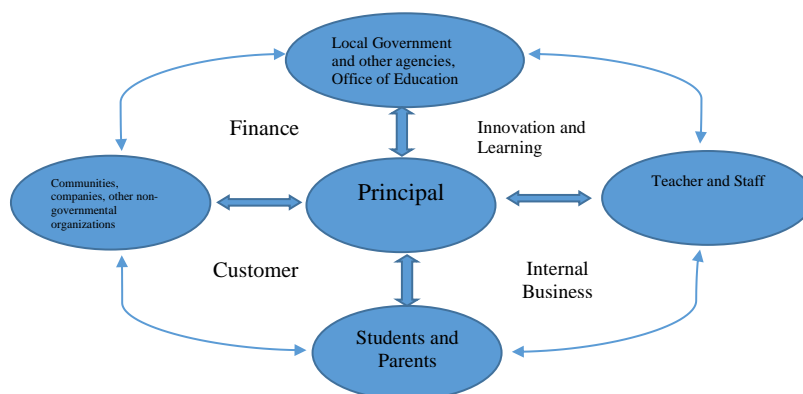 Local Government
and other agencies,
Office of Education
Finance
Innovation and
Learning
Communities,
companies, other non-
governmental
organizations
Principal
Teacher and Staff
Customer
Internal
Business
Students and
Parents